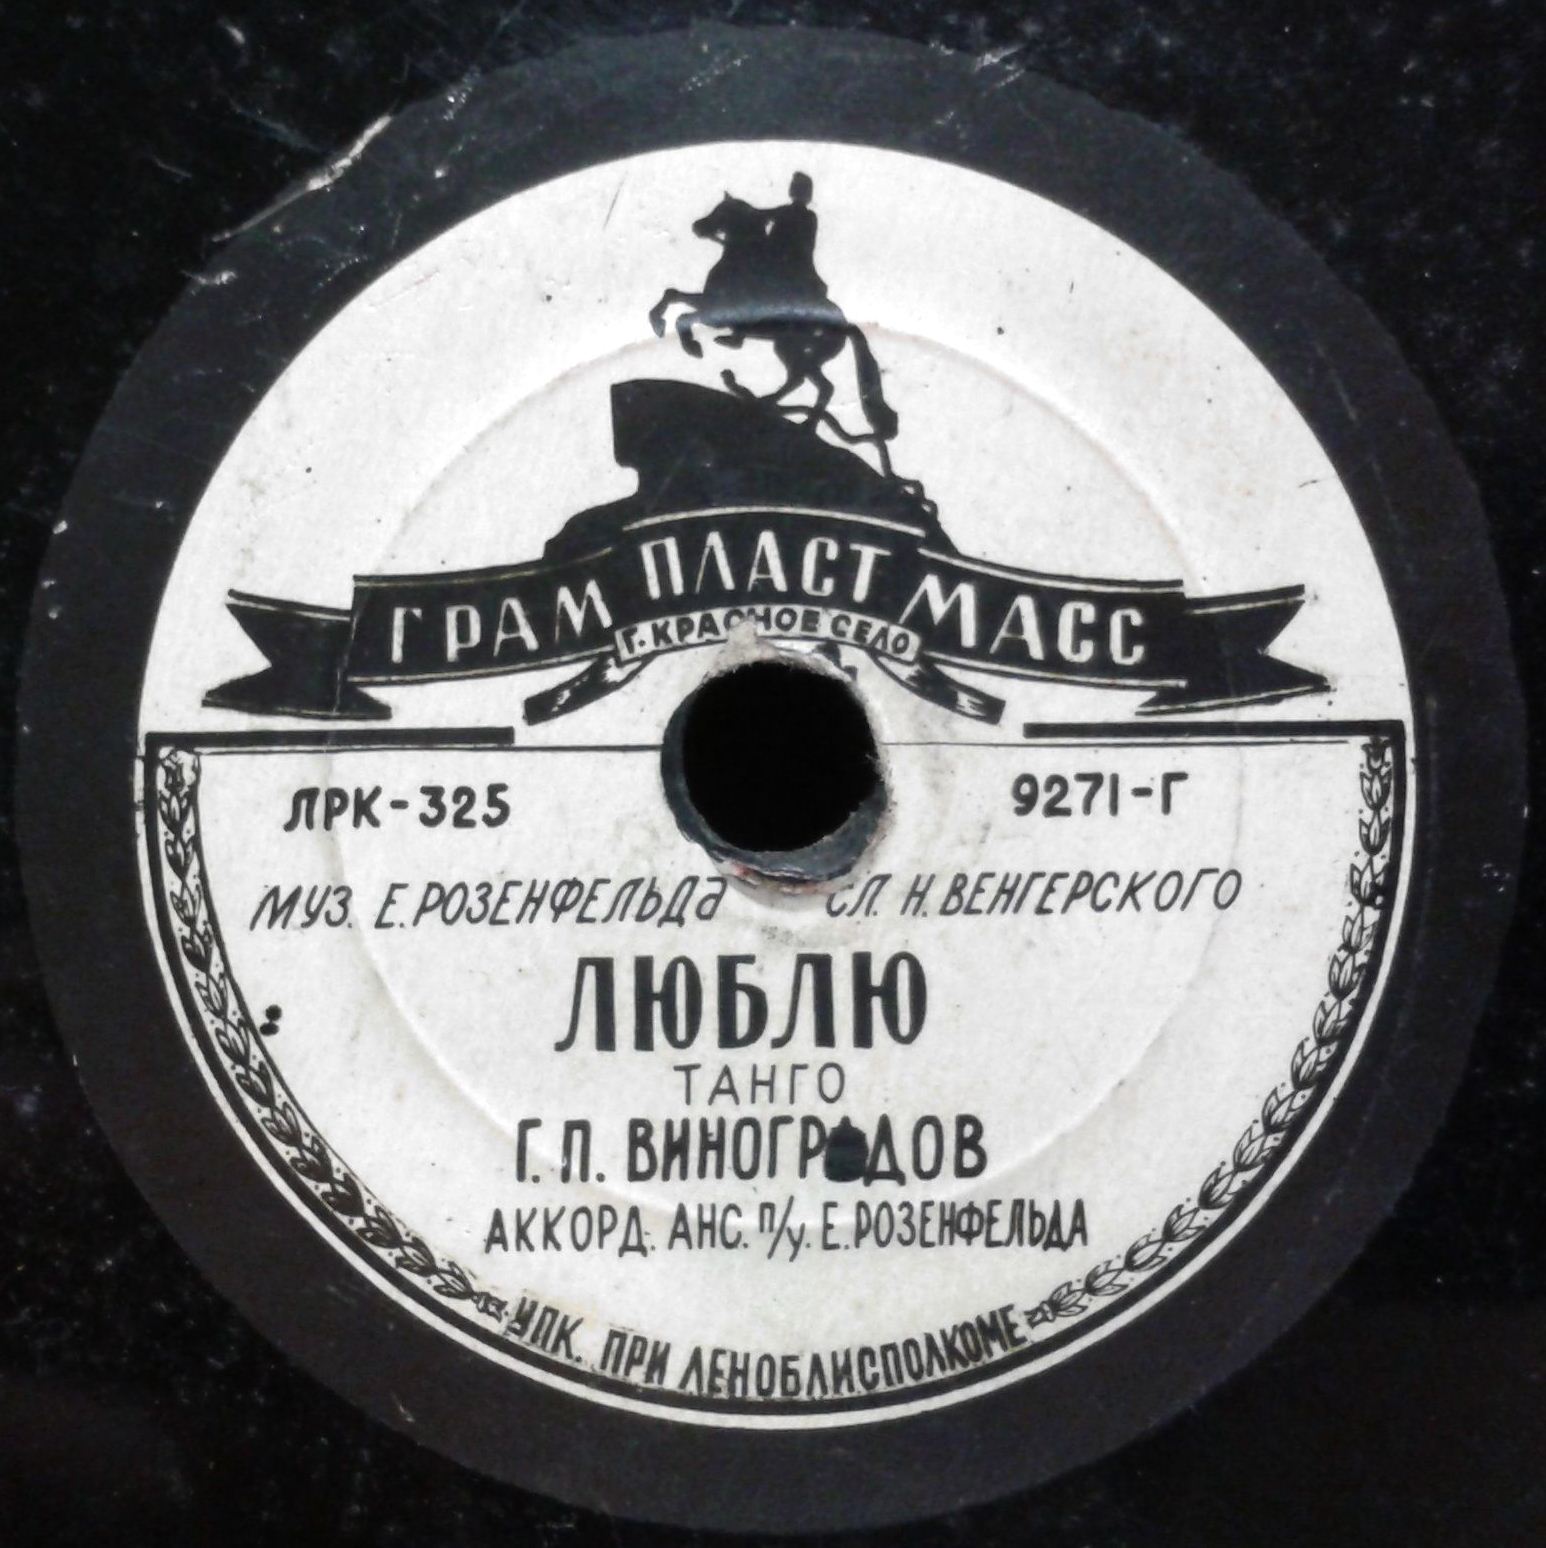 ГРАМ ПЛАСТ МАСС
Г. КРАСНОЕ СЕЛО
ЛРК-325 9271-Г
МУЗ. Е. РОЗЕНФЕЛЬДА СЛ. Н. ВЕНГЕРСКОГО
ЛЮБЛЮ
ТАНГО
Г. П. ВИНОГРАДОВ
АККОРД. АНС. П/У. Е. РОЗЕНФЕЛЬДА
УПК. ПРИ ЛЕНОБЛИСПОЛКОМЕ